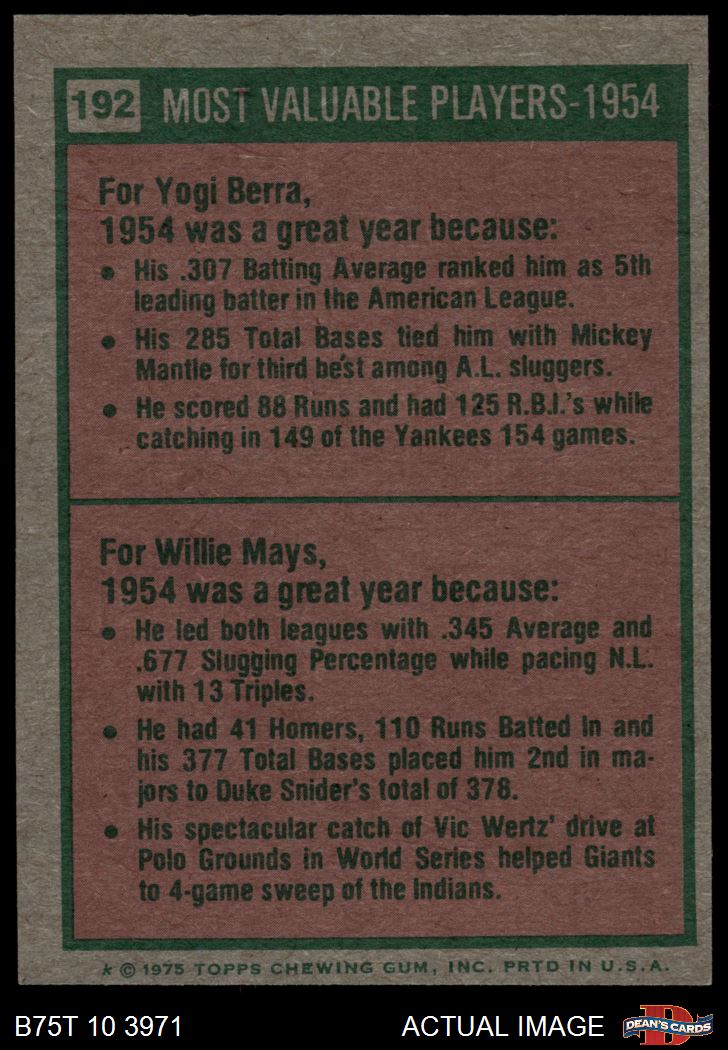 192 MOST VALUABLE PLAYERS-1954
For Yogi Berra,
1954 was a great year because:
• His .307 Batting Average ranked him as 5th
leading batter in the American League.
• His 285 Total Bases tied him with Mickey
Mantle for third best among A.L. sluggers.
• He scored 88 Runs and had 125 R.B.I.'s while
catching in 149 of the Yankees 154 games.
For Willie Mays,
1954 was a great year because:
• He led both leagues with .345 Average and
.677 Slugging Percentage while pacing N.L.
with 13 Triples.
• He had 41 Homers, 110 Runs Batted In and
his 377 Total Bases placed him 2nd in ma-
jors to Duke Snider's total of 378.
• His spectacular catch of Vic Wertz' drive at
Polo Grounds in World Series helped Giants
to 4-game sweep of the Indians.
k © 1975 TOPPS CHEWING GUM, INC. PRTD IN U.S.A.
B75T 10 3971 ACTUAL IMAGE D DEAN'S CARDS